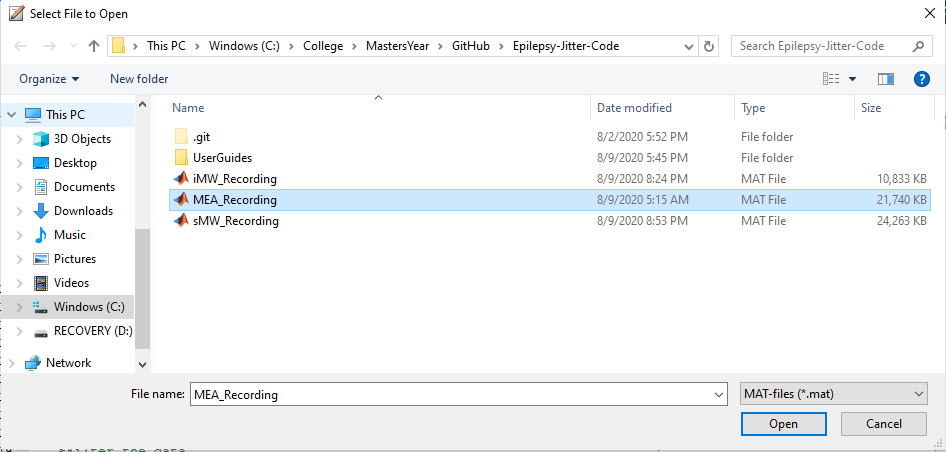 Select File to Open
This PC > Windows (C:) > College > MastersYear > GitHub > Epilepsy-Jitter-Code
Search Epilepsy-Jitter-Code
Organize
New folder
Name
Date modified
Type
Size
This PC
3D Objects
Desktop
Documents
Downloads
Music
Pictures
Videos
Windows (C:)
RECOVERY (D:)
Network
.git 8/2/2020 5:52 PM File folder
UserGuides 8/9/2020 5:45 PM File folder
iMW_Recording 8/9/2020 8:24 PM MAT File 10,833 KB
MEA_Recording 8/9/2020 5:15 AM MAT File 21,740 KB
sMW_Recording 8/9/2020 8:53 PM MAT File 24,263 KB
File name: MEA_Recording
MAT-files (*.mat)
Open
Cancel